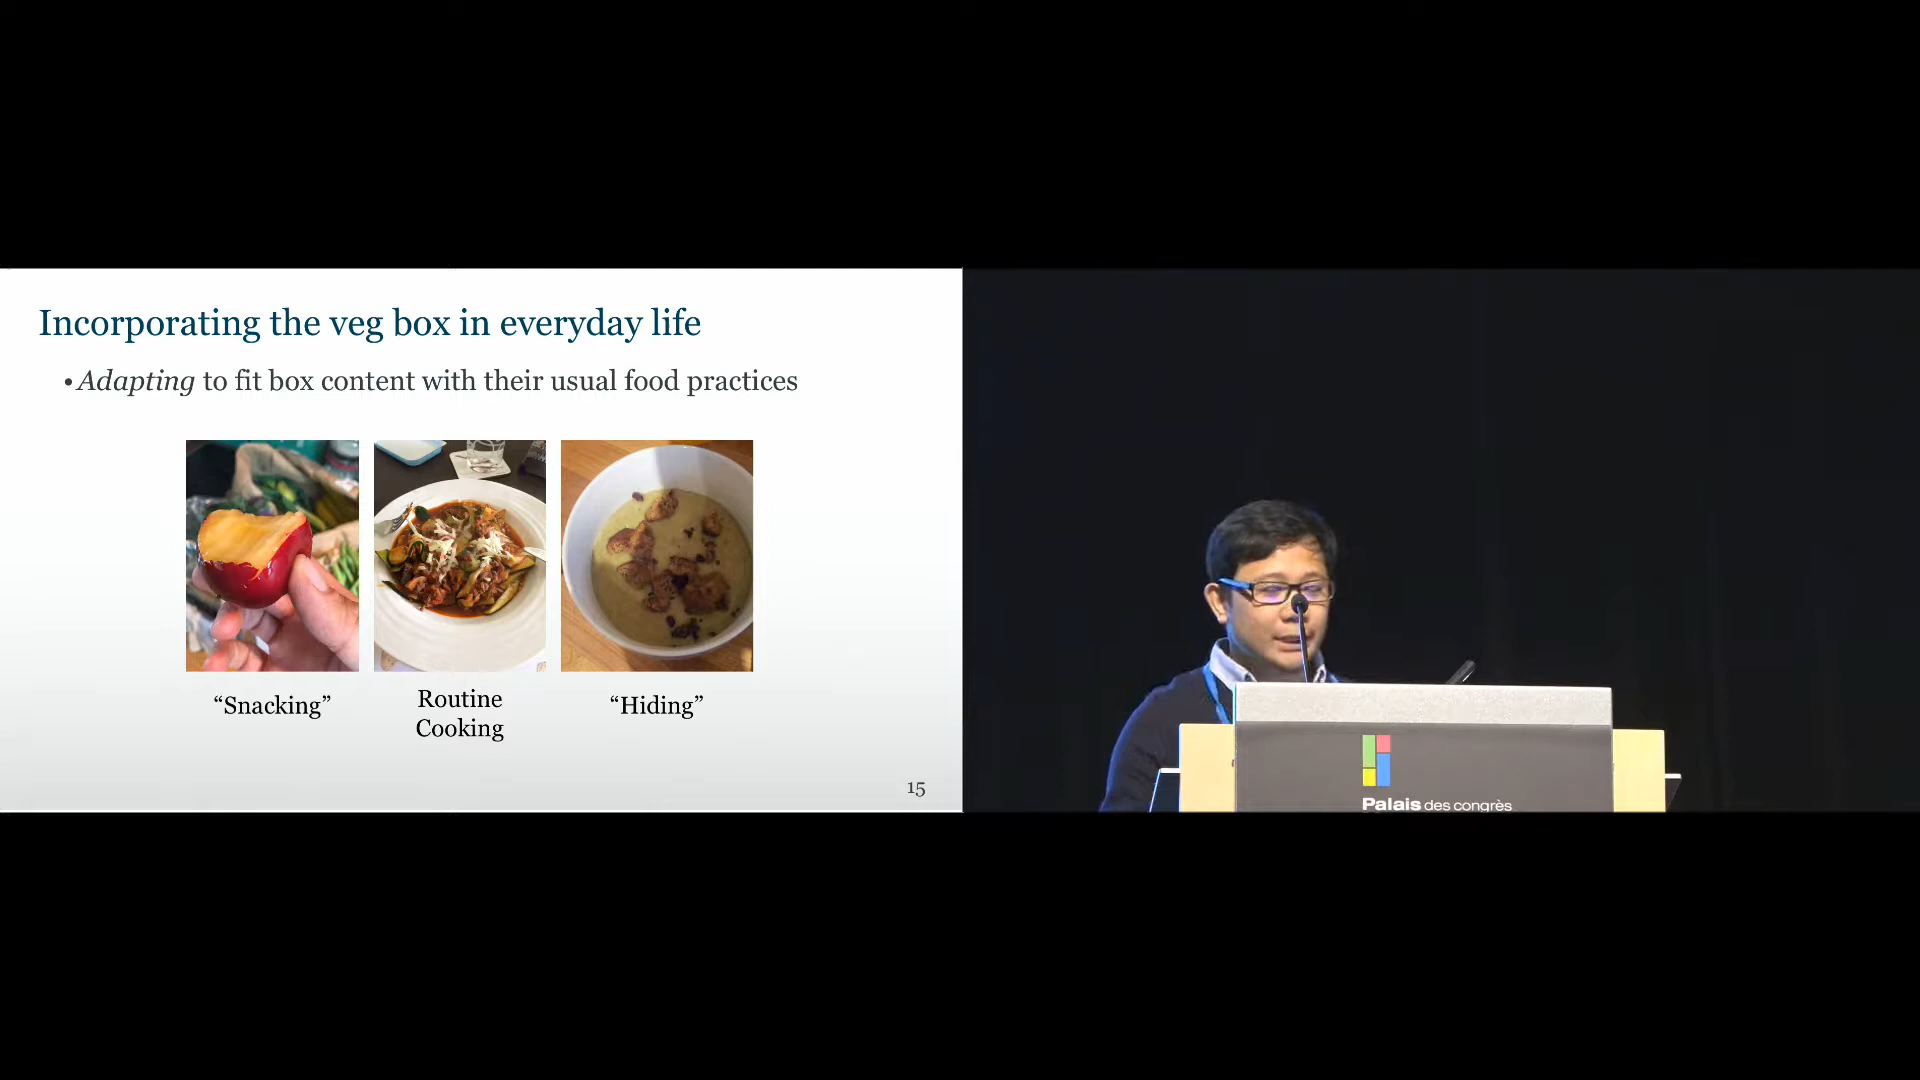 Incorporating the veg box in everyday life
• Adapting to fit box content with their usual food practices
“Snacking”
Routine
Cooking
“Hiding”
15
Palais des congrès